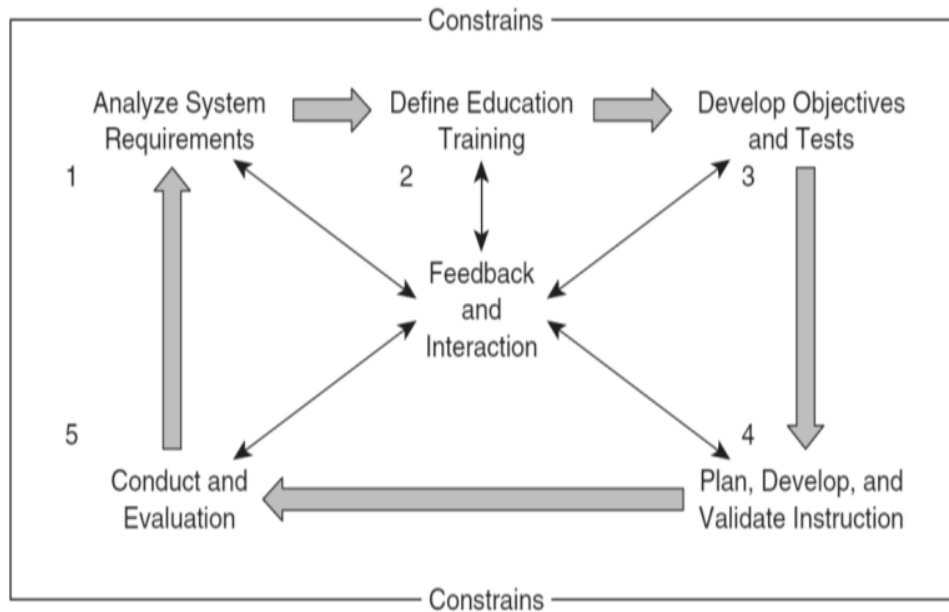 Constrains
Analyze System
Requirements
Define Education
Training
Develop Objectives
and Tests
1
2
3
Feedback
and
Interaction
5
4
Conduct and
Evaluation
Plan, Develop, and
Validate Instruction
Constrains